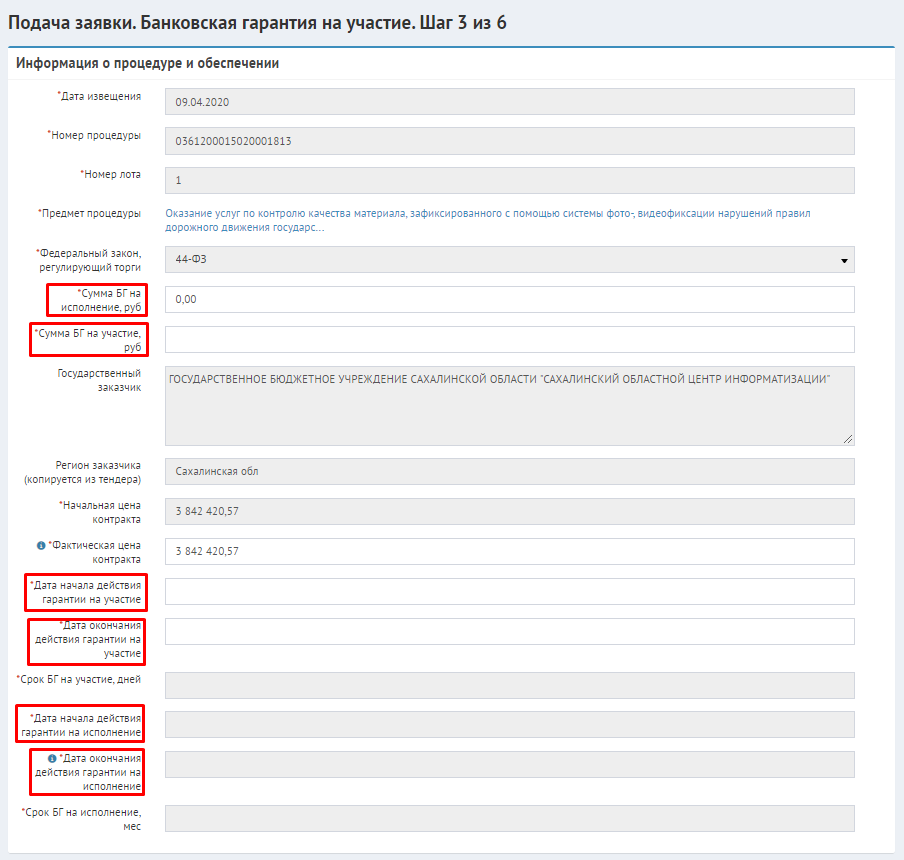 Подача заявки. Банковская гарантия на участие. Шаг 3 из 6
Информация о процедуре и обеспечении
*Дата извещения
09.04.2020
*Номер процедуры
0361200015020001813
*Номер лота
1
*Предмет процедуры
Оказание услуг по контролю качества материала, зафиксированного с помощью системы фото-, видеофиксации нарушений правил
дорожного движения государс...
*Федеральный закон,
регулирующий торги
44-ФЗ
*Сумма БГ на
исполнение, руб
0,00
*Сумма БГ на участие,
руб
Государственный
заказчик
ГОСУДАРСТВЕННОЕ БЮДЖЕТНОЕ УЧРЕЖДЕНИЕ САХАЛИНСКОЙ ОБЛАСТИ "САХАЛИНСКИЙ ОБЛАСТНОЙ ЦЕНТР ИНФОРМАТИЗАЦИИ"
Регион заказчика
(копируется из тендера)
Сахалинская обл
*Начальная цена
контракта
3 842 420,57
*Фактическая цена
контракта
3 842 420,57
*Дата начала действия
гарантии на участие
*Дата окончания
действия гарантии на
участие
*Срок БГ на участие, дней
*Дата начала действия
гарантии на исполнение
*Дата окончания
действия гарантии на
исполнение
*Срок БГ на исполнение,
мес